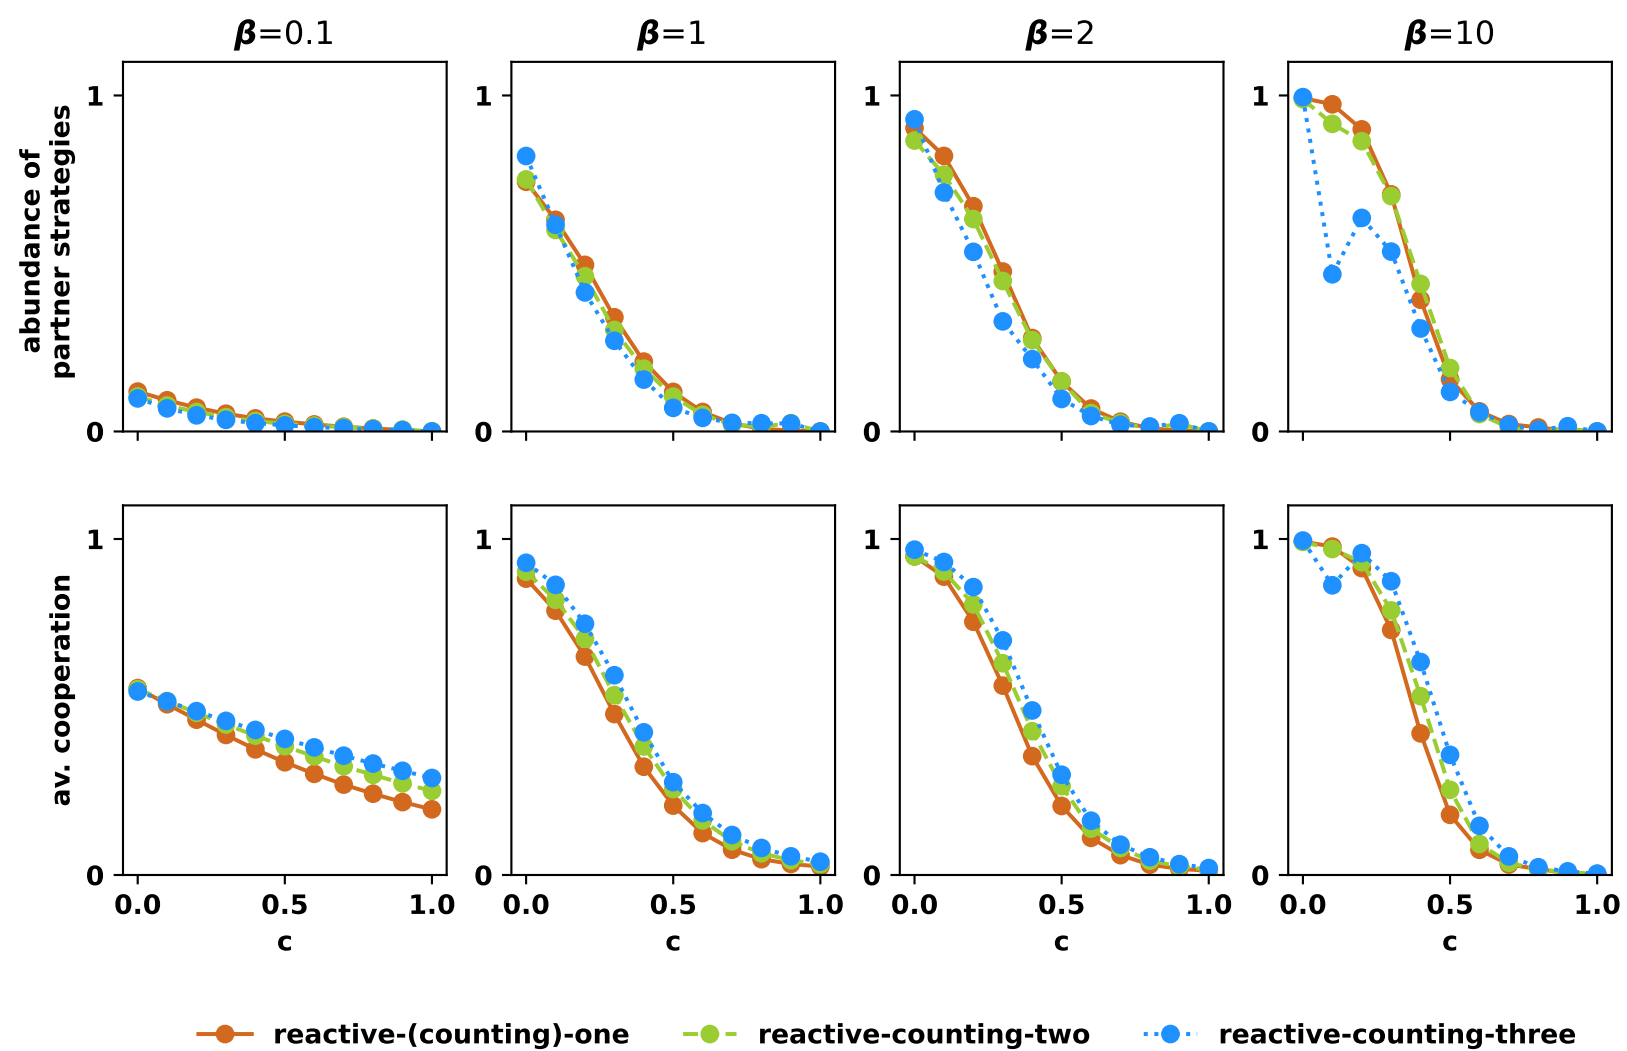 β=0.1 β=1 β=2 β=10
abundance of
partner strategies
1 1 1 1
0 0 0 0
av. cooperation
1 1 1 1
0 0 0 0
0.0 0.5 1.0 0.0 0.5 1.0 0.0 0.5 1.0 0.0 0.5 1.0
c c c c
reactive-(counting)-one reactive-counting-two reactive-counting-three